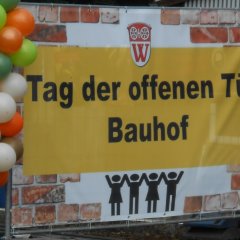 W
Tag der offenen Tü
Bauhof